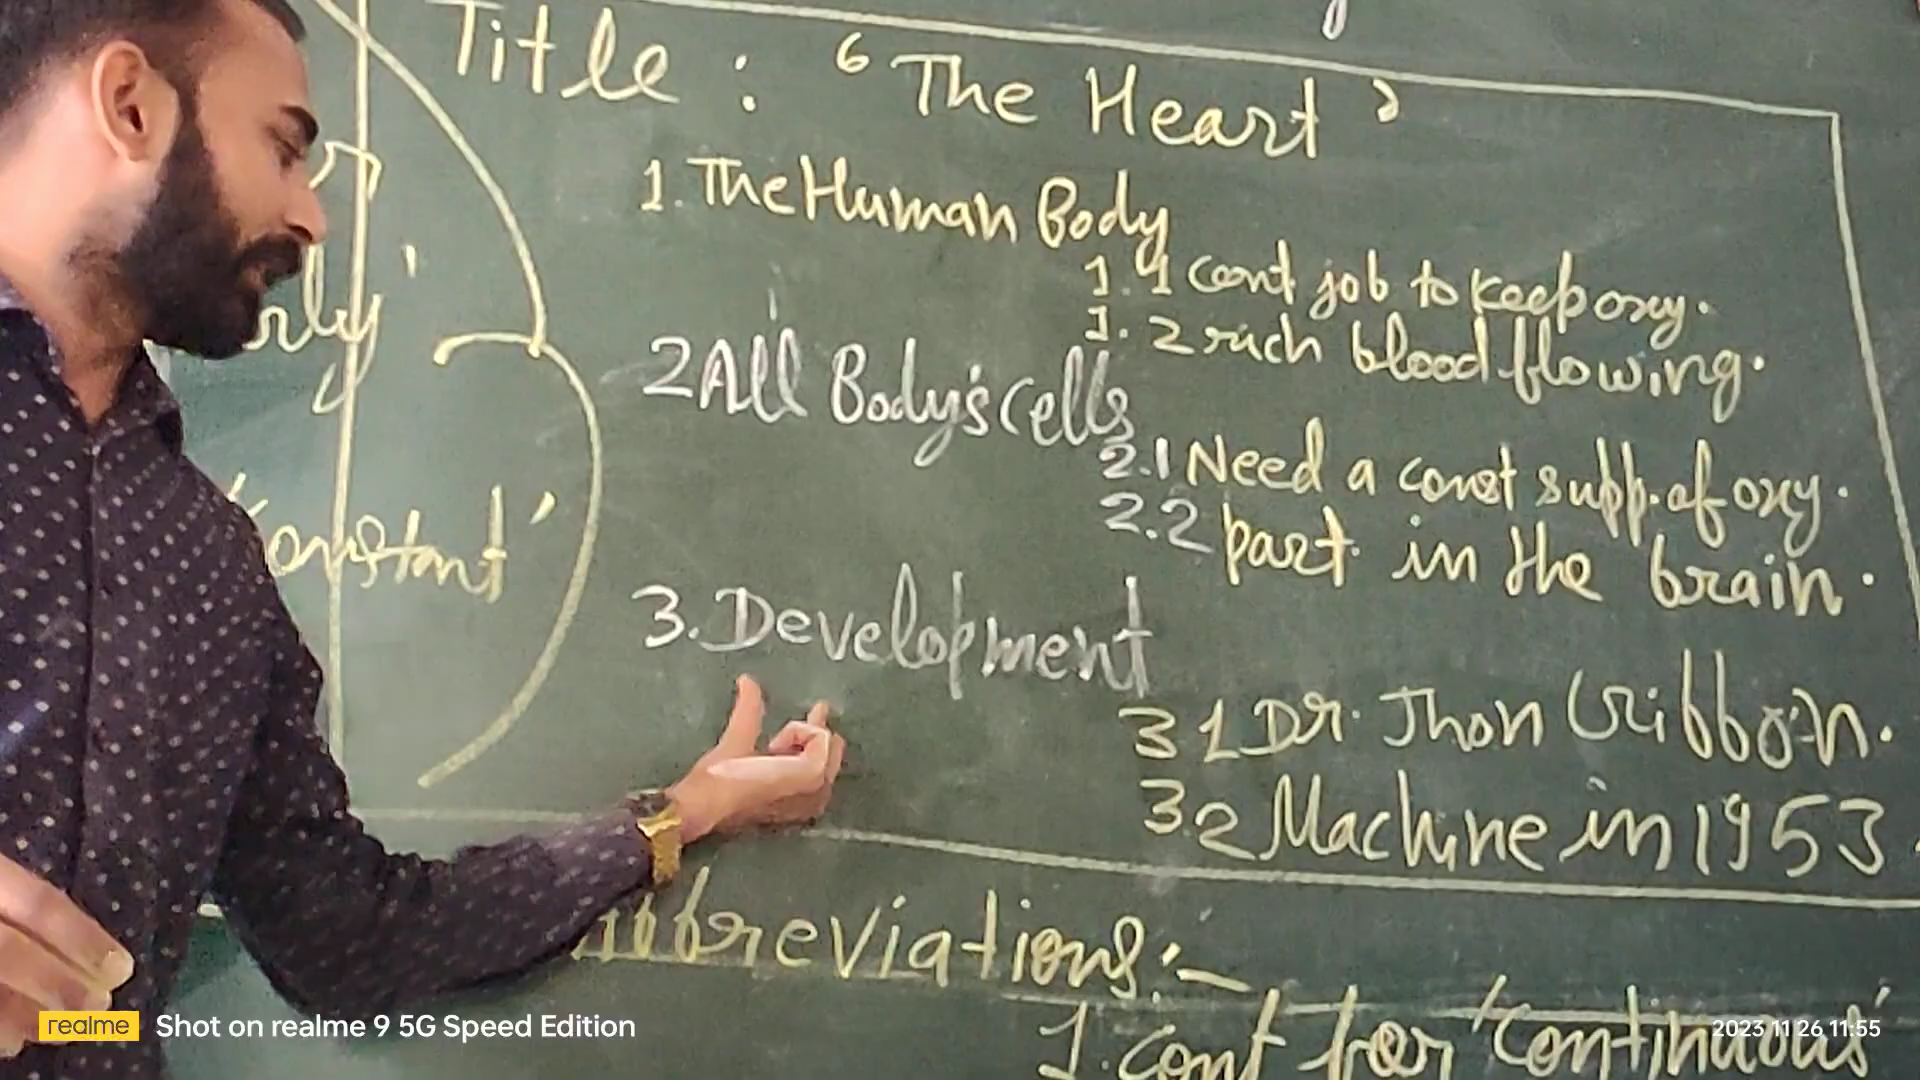 Title : ‘The Heart’
1. The Human Body
1.1 cont job to keep oxy.
1.2 rich blood flowing.
2 All Body's cells
2.1 Need a const supp. of oxy.
2.2 part in the brain.
3. Development
3 1 Dr. Jhon Gribbon.
3.2 Machine in 1953.
onstant’
Abbreviations:-
1. Cont for ‘Continuous’
realme Shot on realme 9 5G Speed Edition
2023 11 26 11:55